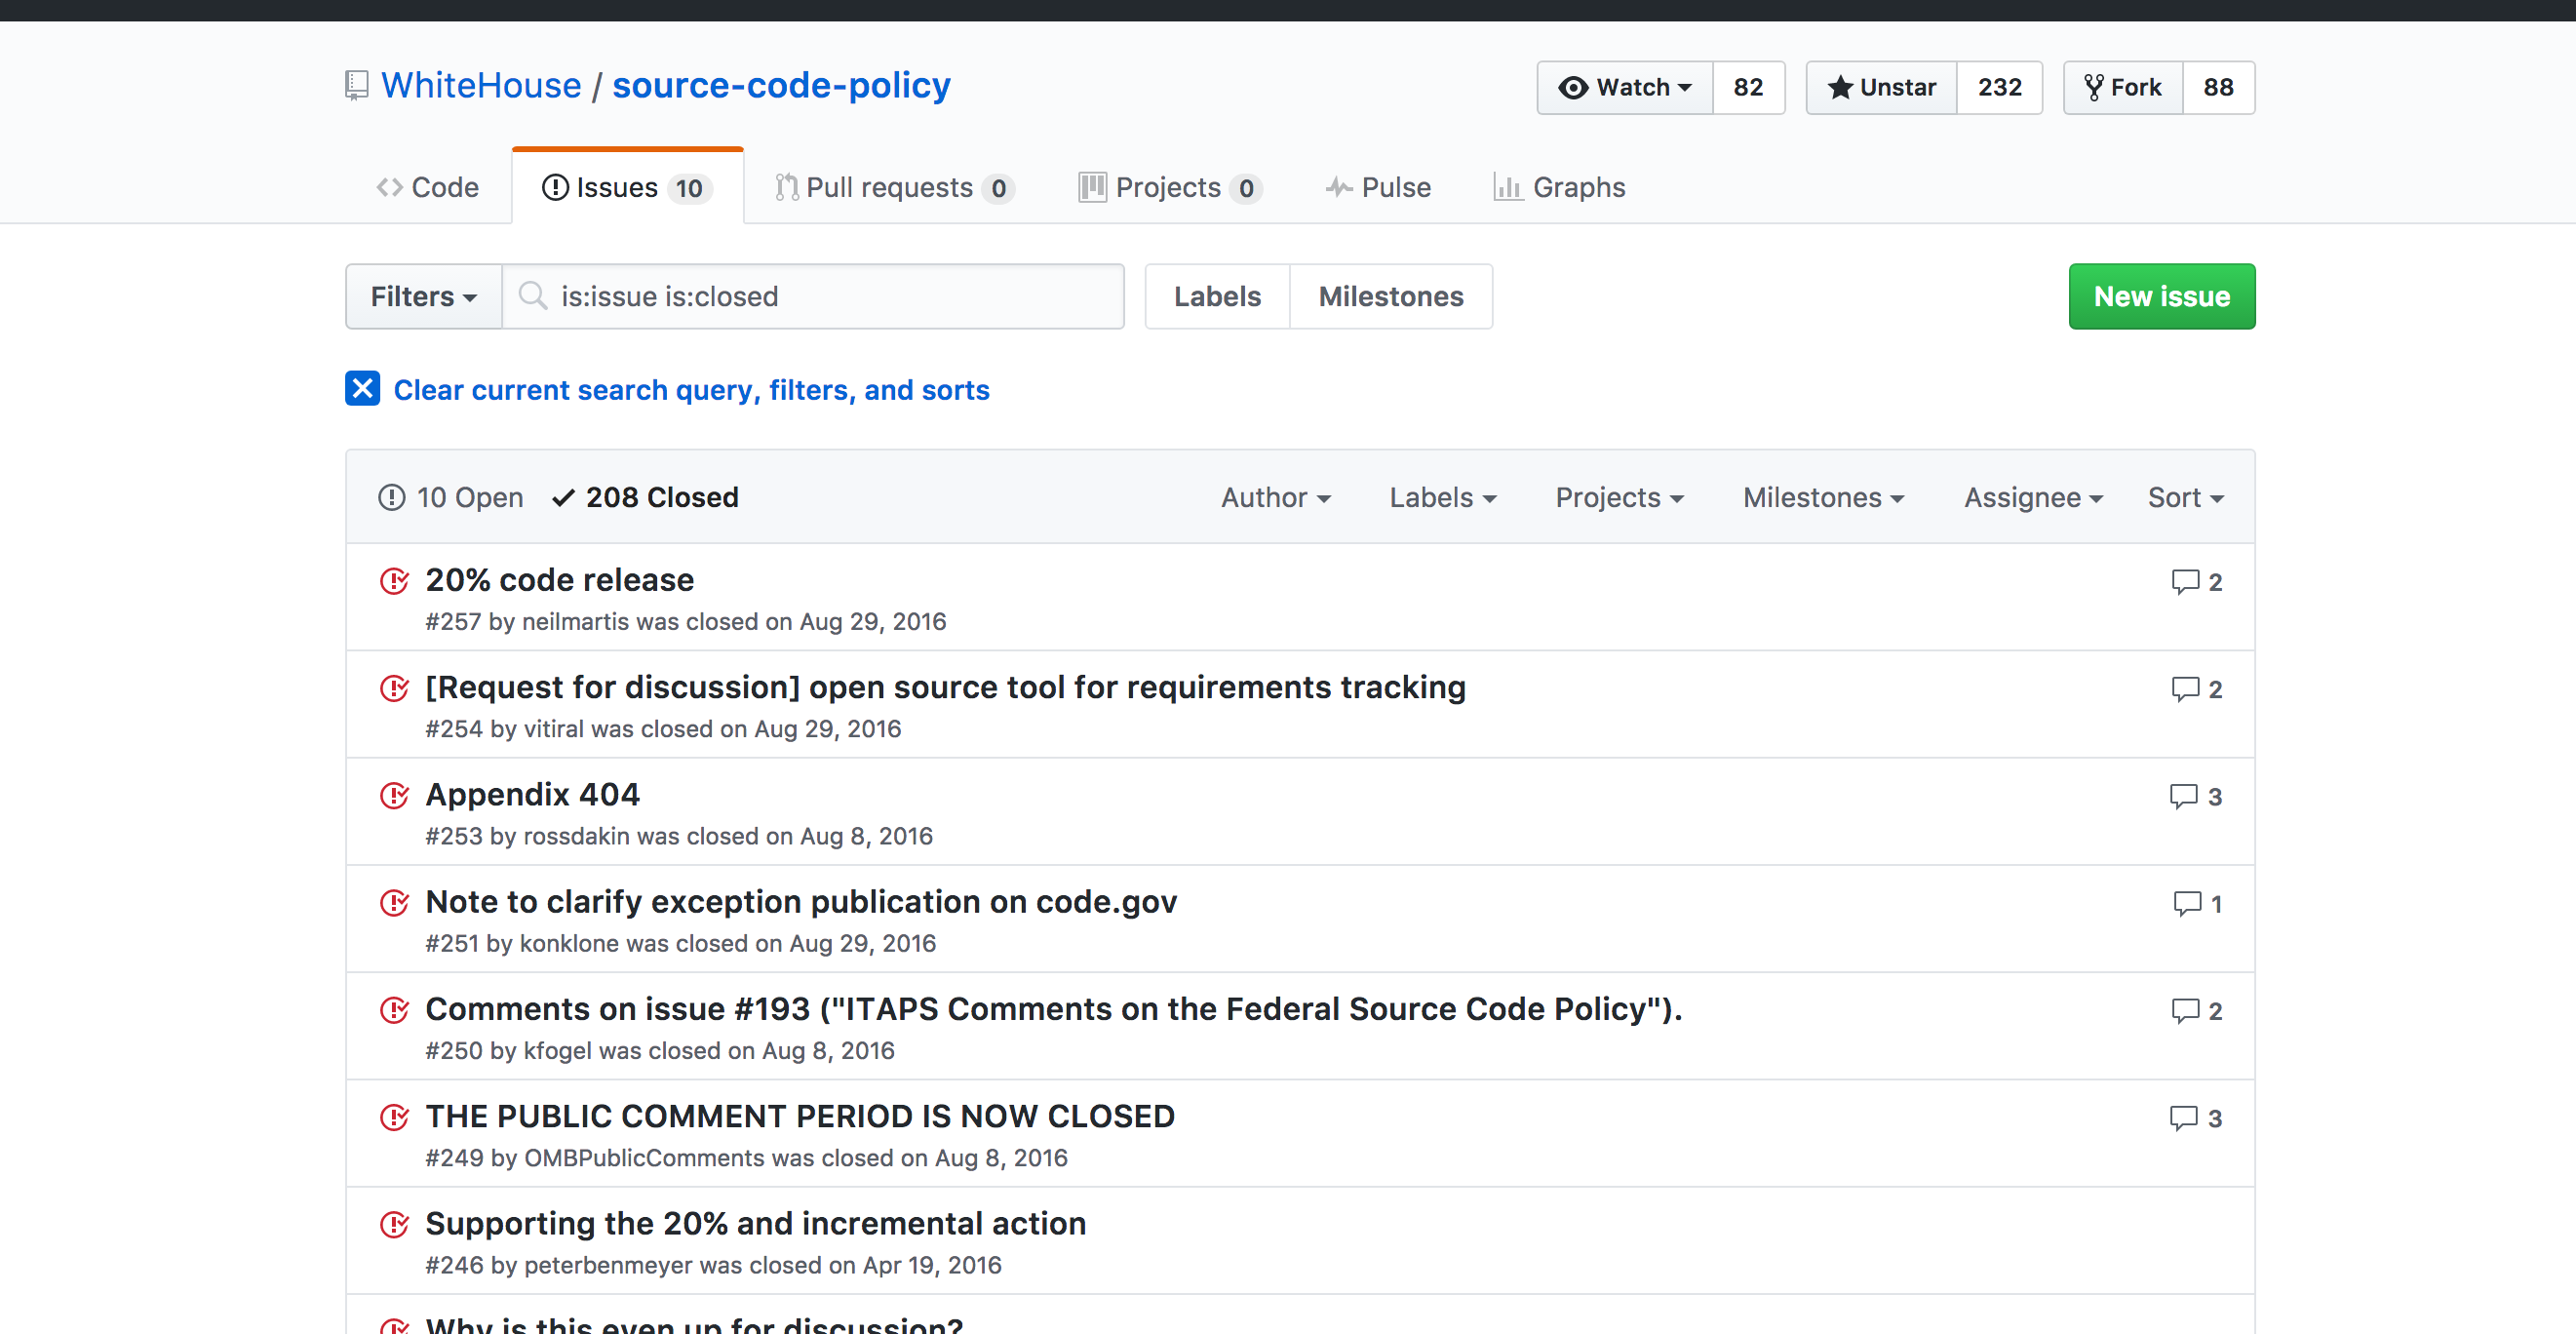 WhiteHouse / source-code-policy
Watch 82 Unstar 232 Fork 88
Code Issues 10 Pull requests 0 Projects 0 Pulse Graphs
Filters is:issue is:closed Labels Milestones New issue
Clear current search query, filters, and sorts
10 Open 208 Closed Author Labels Projects Milestones Assignee Sort
20% code release 2
#257 by neilmartis was closed on Aug 29, 2016
[Request for discussion] open source tool for requirements tracking 2
#254 by vitiral was closed on Aug 29, 2016
Appendix 404 3
#253 by rossdakin was closed on Aug 8, 2016
Note to clarify exception publication on code.gov 1
#251 by konklone was closed on Aug 29, 2016
Comments on issue #193 ("ITAPS Comments on the Federal Source Code Policy"). 2
#250 by kfogel was closed on Aug 8, 2016
THE PUBLIC COMMENT PERIOD IS NOW CLOSED 3
#249 by OMBPublicComments was closed on Aug 8, 2016
Supporting the 20% and incremental action
#246 by peterbenmeyer was closed on Apr 19, 2016
Why is this even up for discussion?